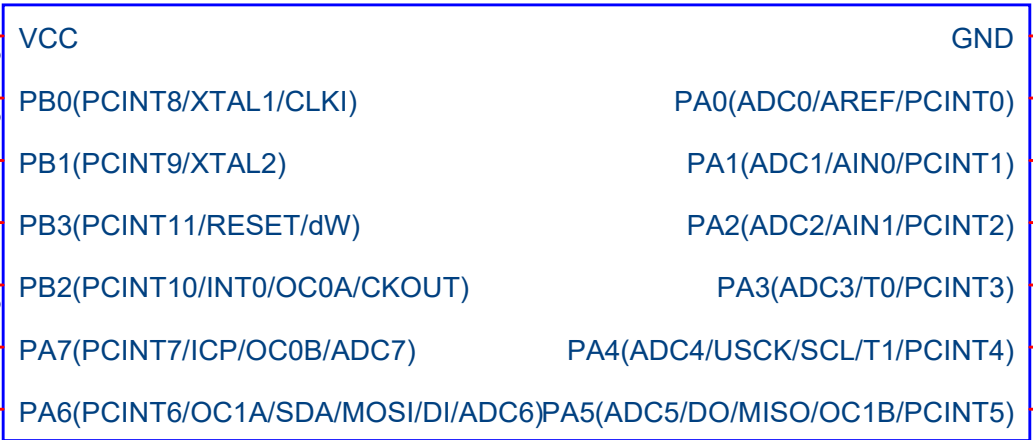 VCC GND
PB0(PCINT8/XTAL1/CLKI) PA0(ADC0/AREF/PCINT0)
PB1(PCINT9/XTAL2) PA1(ADC1/AIN0/PCINT1)
PB3(PCINT11/RESET/dW) PA2(ADC2/AIN1/PCINT2)
PB2(PCINT10/INT0/OC0A/CKOUT) PA3(ADC3/T0/PCINT3)
PA7(PCINT7/ICP/OC0B/ADC7) PA4(ADC4/USCK/SCL/T1/PCINT4)
PA6(PCINT6/OC1A/SDA/MOSI/DI/ADC6)PA5(ADC5/DO/MISO/OC1B/PCINT5)